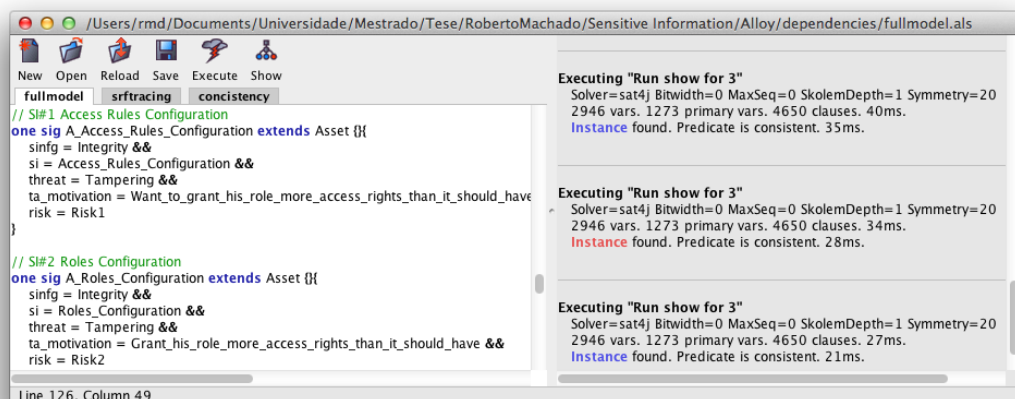 /Users/rmd/Documents/Universidade/Mestrado/Tese/RobertoMachado/Sensitive Information/Alloy/dependencies/fullmodel.als
New Open Reload Save Execute Show
fullmodel srftracing concistency
// SI#1 Access Rules Configuration
one sig A_Access_Rules_Configuration extends Asset {}{
sinfg = Integrity &&
si = Access_Rules_Configuration &&
threat = Tampering &&
ta_motivation = Want_to_grant_his_role_more_access_rights_than_it_should_have
risk = Risk1
}
// SI#2 Roles Configuration
one sig A_Roles_Configuration extends Asset {}{
sinfg = Integrity &&
si = Roles_Configuration &&
threat = Tampering &&
ta_motivation = Grant_his_role_more_access_rights_than_it_should_have &&
risk = Risk2
Line 126, Column 49
Executing "Run show for 3"
Solver=sat4j Bitwidth=0 MaxSeq=0 SkolemDepth=1 Symmetry=20
2946 vars. 1273 primary vars. 4650 clauses. 40ms.
Instance found. Predicate is consistent. 35ms.
Executing "Run show for 3"
Solver=sat4j Bitwidth=0 MaxSeq=0 SkolemDepth=1 Symmetry=20
2946 vars. 1273 primary vars. 4650 clauses. 34ms.
Instance found. Predicate is consistent. 28ms.
Executing "Run show for 3"
Solver=sat4j Bitwidth=0 MaxSeq=0 SkolemDepth=1 Symmetry=20
2946 vars. 1273 primary vars. 4650 clauses. 27ms.
Instance found. Predicate is consistent. 21ms.